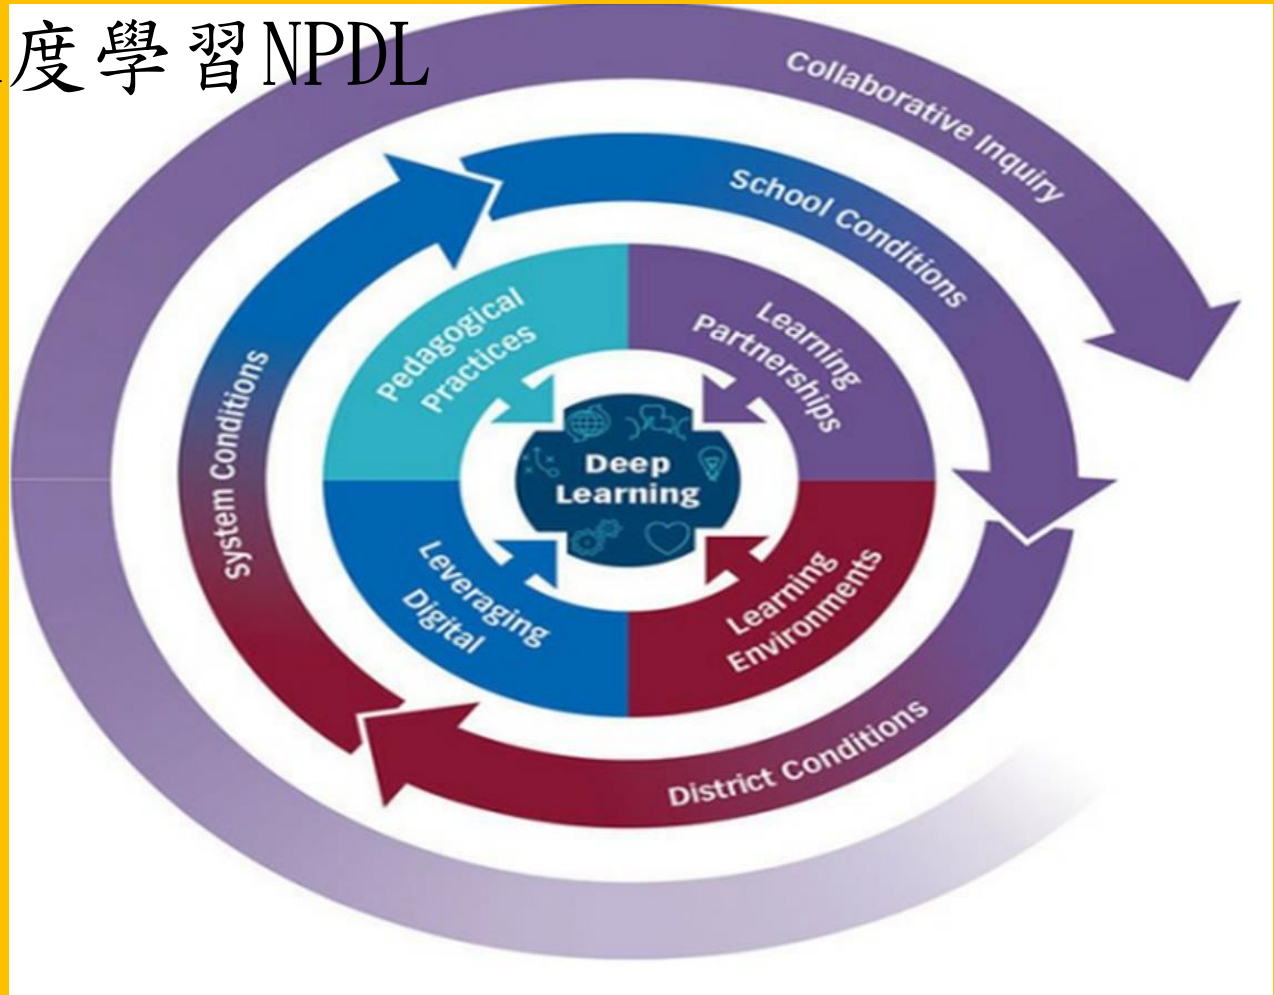 度學習NPDL
Collaborative Inquiry
School Conditions
System Conditions
District Conditions
Pedagogical
Practices
Learning
Partnerships
Deep
Learning
Leveraging
Digital
Learning
Environments